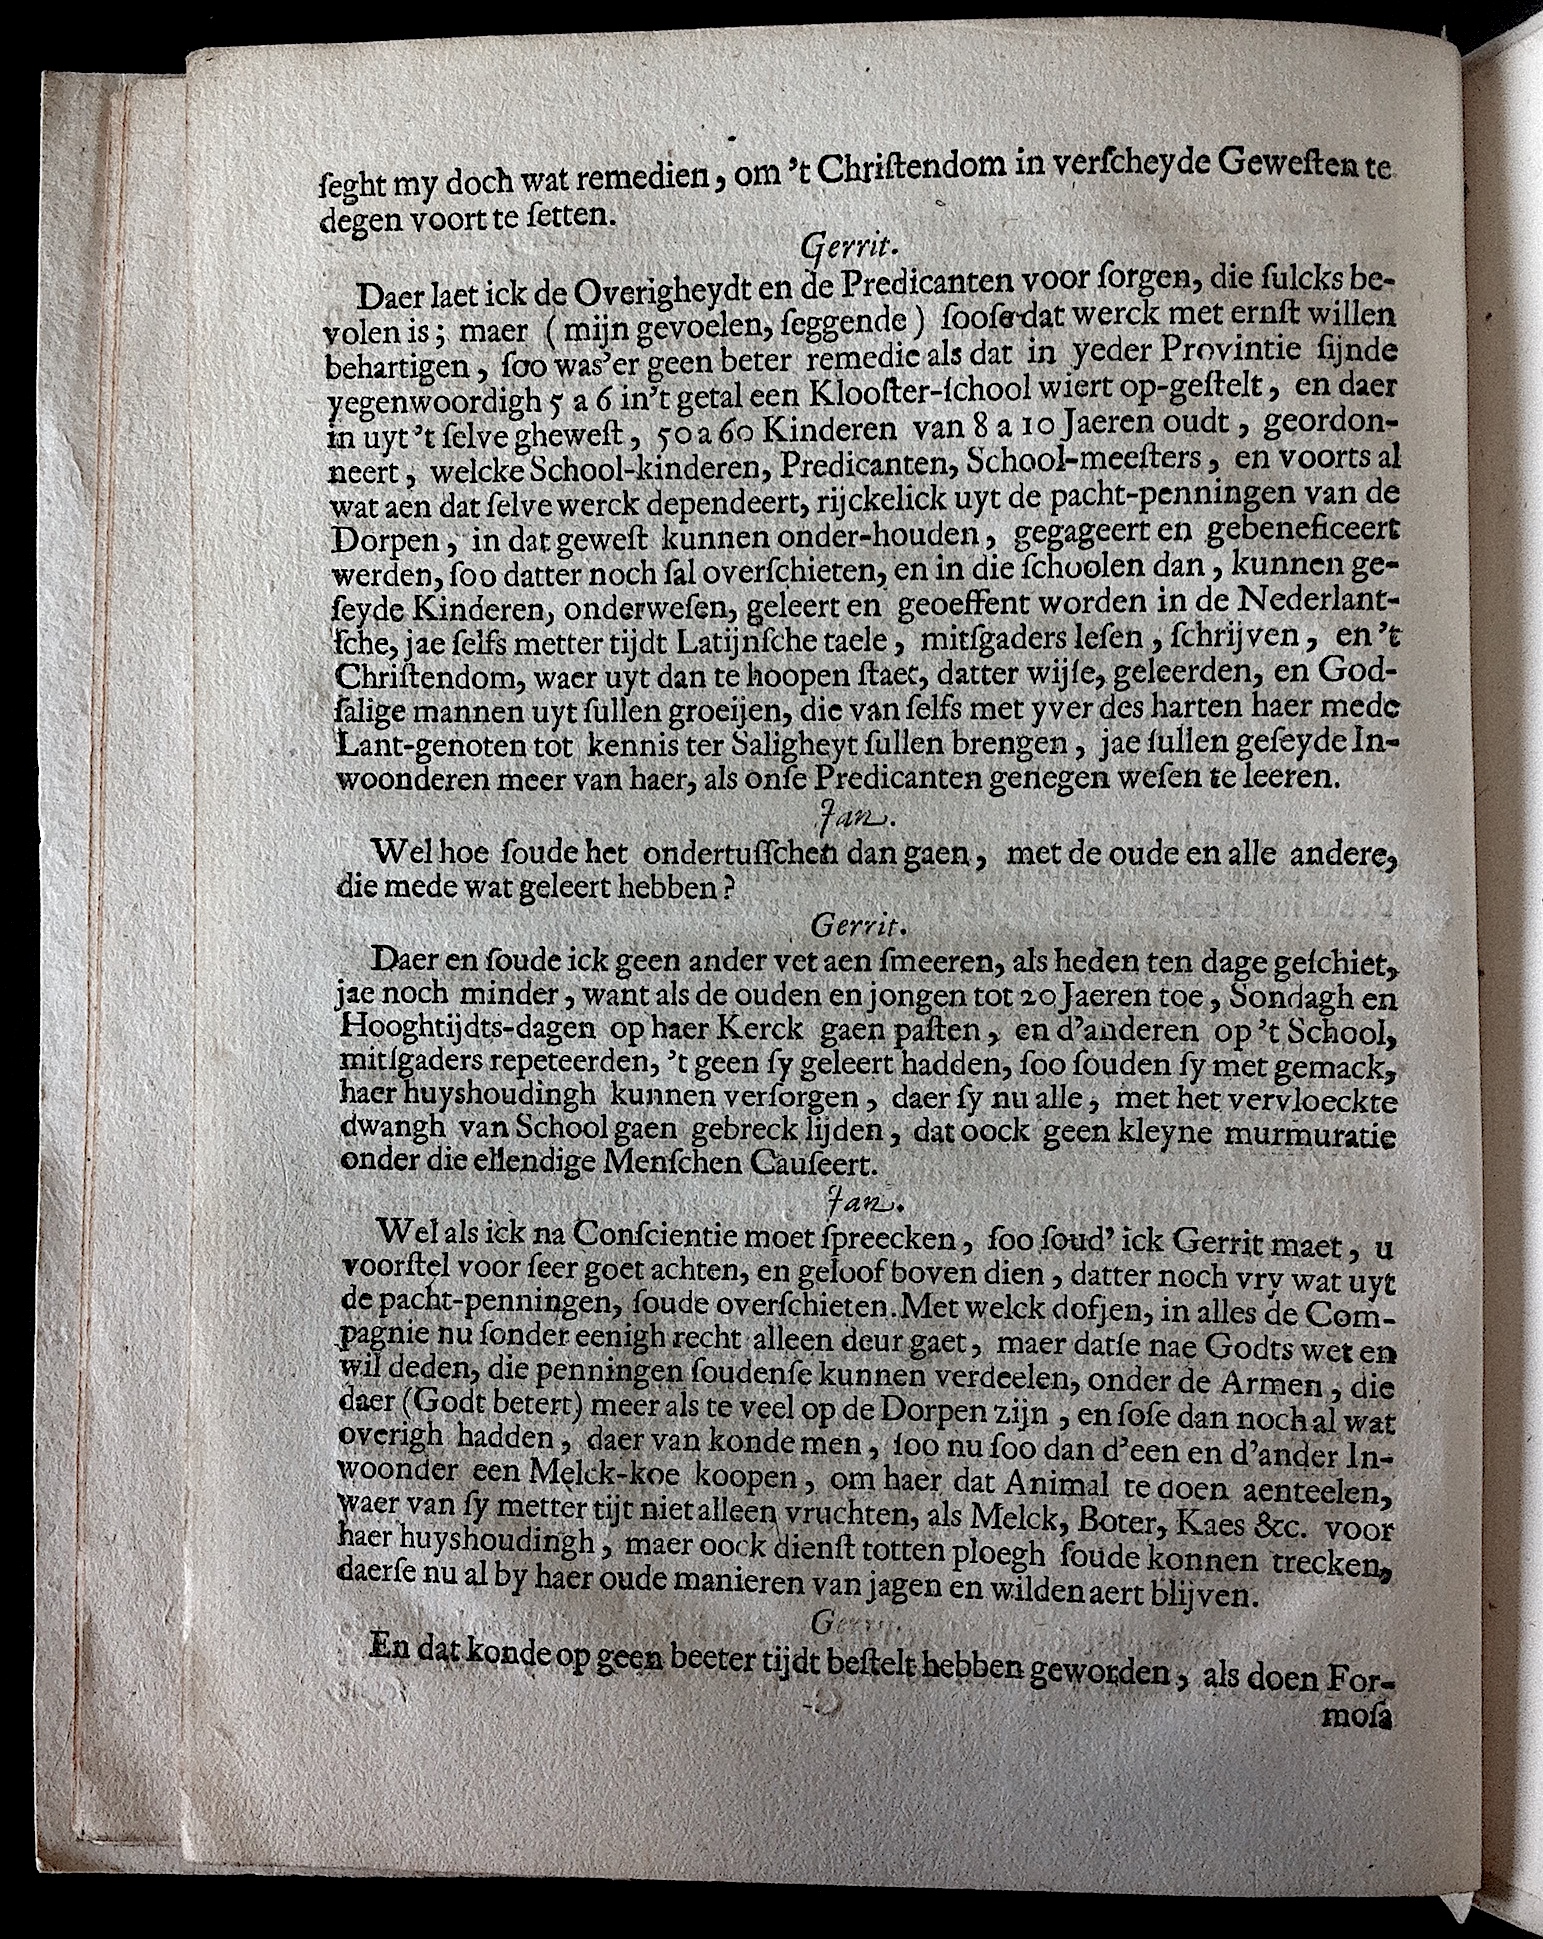 ſeght my doch wat remedien, om 't Chriſtendom in verſcheyde Geweſten te
degen voort te ſetten.
Gerrit.
Daer laet ick de Overigheydt en de Predicanten voor ſorgen, die ſulcks be-
volen is; maer (mijn gevoelen, ſeggende) ſooſe dat werck met ernſt willen
behartigen, ſoo was'er geen beter remedie als dat in yeder Provintie ſijnde
yegenwoordigh 5 a 6 in't getal een Klooſter-ſchool wiert op-geſtelt, en daer
in uyt 't ſelve gheweſt, 50 a 60 Kinderen van 8 a 10 Jaeren oudt, geordon-
neert, welcke School-kinderen, Predicanten, School-meeſters, en voorts al
wat aen dat ſelve werck dependeert, rijckelick uyt de pacht-penningen van de
Dorpen, in dat geweſt kunnen onder-houden, gegageert en gebeneficeert
werden, ſoo datter noch ſal overſchieten, en in die ſchoolen dan, kunnen ge-
ſeyde Kinderen, onderweſen, geleert en geoeffent worden in de Nederlant-
ſche, jae ſelfs metter tijdt Latijnſche taele, mitſgaders leſen, ſchrijven, en 't
Chriſtendom, waer uyt dan te hoopen ſtaet, datter wijſe, geleerden, en God-
ſalige mannen uyt ſullen groeijen, die van ſelfs met yver des harten haer mede
Lant-genoten tot kennis ter Saligheyt ſullen brengen, jae ſullen geſeyde In-
woonderen meer van haer, als onſe Predicanten genegen weſen te leeren.
Jan.
Wel hoe ſoude het ondertuſſchen dan gaen, met de oude en alle andere,
die mede wat geleert hebben?
Gerrit.
Daer en ſoude ick geen ander vet aen ſmeeren, als heden ten dage geſchiet,
jae noch minder, want als de ouden en jongen tot 20 Jaeren toe, Sondagh en
Hooghtijdts-dagen op haer Kerck gaen paſten, en d'anderen op 't School,
mitſgaders repeteerden, 't geen ſy geleert hadden, ſoo ſouden ſy met gemack,
haer huyshoudingh kunnen verſorgen, daer ſy nu alle, met het vervloeckte
dwangh van School gaen gebreck lijden, dat oock geen kleyne murmuratie
onder die ellendige Menſchen Cauſeert.
Jan.
Wel als ick na Conſcientie moet ſpreecken, ſoo ſoud' ick Gerrit maet, u
voorſtel voor ſeer goet achten, en geloof boven dien, datter noch vry wat uyt
de pacht-penningen, ſoude overſchieten. Met welck dofjen, in alles de Com-
pagnie nu ſonder eenigh recht alleen deur gaet, maer datſe nae Godts wet en
wil deden, die penningen ſoudenſe kunnen verdeelen, onder de Armen, die
daer (Godt betert) meer als te veel op de Dorpen zijn, en ſoſe dan noch al wat
overigh hadden, daer van konde men, ſoo nu ſoo dan d'een en d'ander In-
woonder een Melck-koe koopen, om haer dat Animal te doen aenteelen,
waer van ſy metter tijt niet alleen vruchten, als Melck, Boter, Kaes &c. voor
haer huyshoudingh, maer oock dienſt totten ploegh ſoude konnen trecken,
daerſe nu al by haer oude manieren van jagen en wilden aert blijven.
Gerrit.
En dat konde op geen beeter tijdt beſtelt hebben geworden, als doen For-
moſa